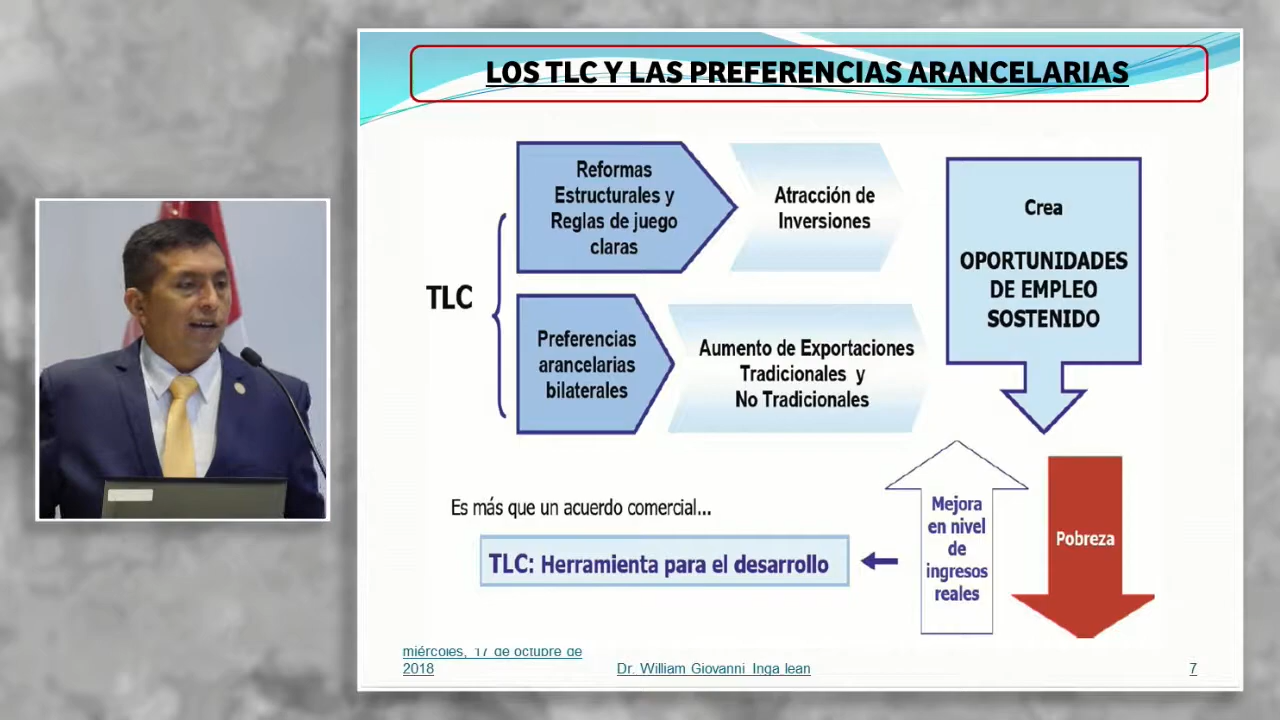 LOS TLC Y LAS PREFERENCIAS ARANCELARIAS
Reformas
Estructurales y
Reglas de juego
claras
Atracción de
Inversiones
Crea
OPORTUNIDADES
DE EMPLEO
SOSTENIDO
TLC
Preferencias
arancelarias
bilaterales
Aumento de Exportaciones
Tradicionales y
No Tradicionales
Mejora
en nivel
de
ingresos
reales
Pobreza
Es más que un acuerdo comercial...
TLC: Herramienta para el desarrollo
miércoles, 17 de octubre de
2018
Dr. William Giovanni Inga Iean
7